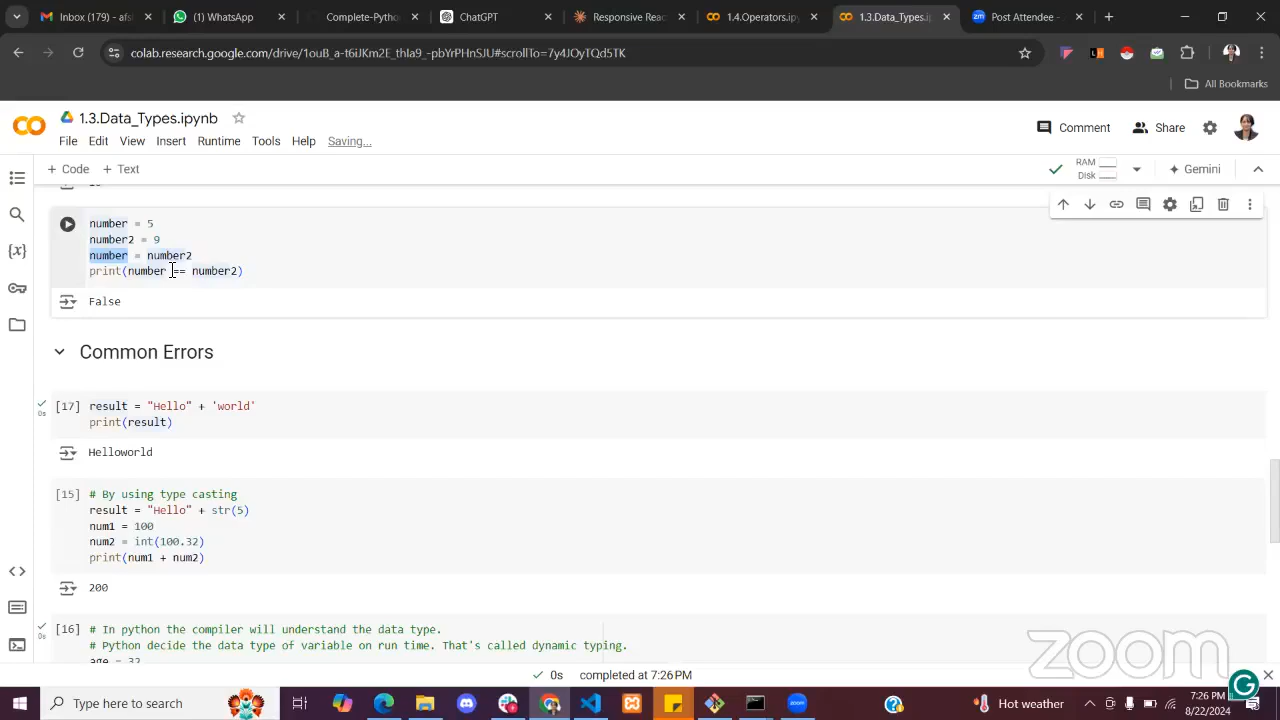 Inbox (179) - afs
(1) WhatsApp
Complete-Pytho
ChatGPT
Responsive Reac
1.4.Operators.ip
1.3.Data_Types.i
Post Attendee -
colab.research.google.com/drive/1ouB_a-t6iJKm2E_thIa9_-pbYrPHnSJU#scrollTo=7y4JOyTQd5TK
All Bookmarks
1.3.Data_Types.ipynb
Comment
Share
File Edit View Insert Runtime Tools Help Saving...
+ Code + Text
RAM
Disk
Gemini
number = 5
number2 = 9
number = number2
print(number == number2)
False
Common Errors
[17] result = "Hello" + 'world'
0s
print(result)
Helloworld
[15] # By using type casting
result = "Hello" + str(5)
num1 = 100
num2 = int(100.32)
print(num1 + num2)
200
[16] # In python the compiler will understand the data type.
0s
# Python decide the data type of variable on run time. That's called dynamic typing.
age = 32
zoom
0s completed at 7:26 PM
Type here to search
Hot weather
7:26 PM
8/22/2024